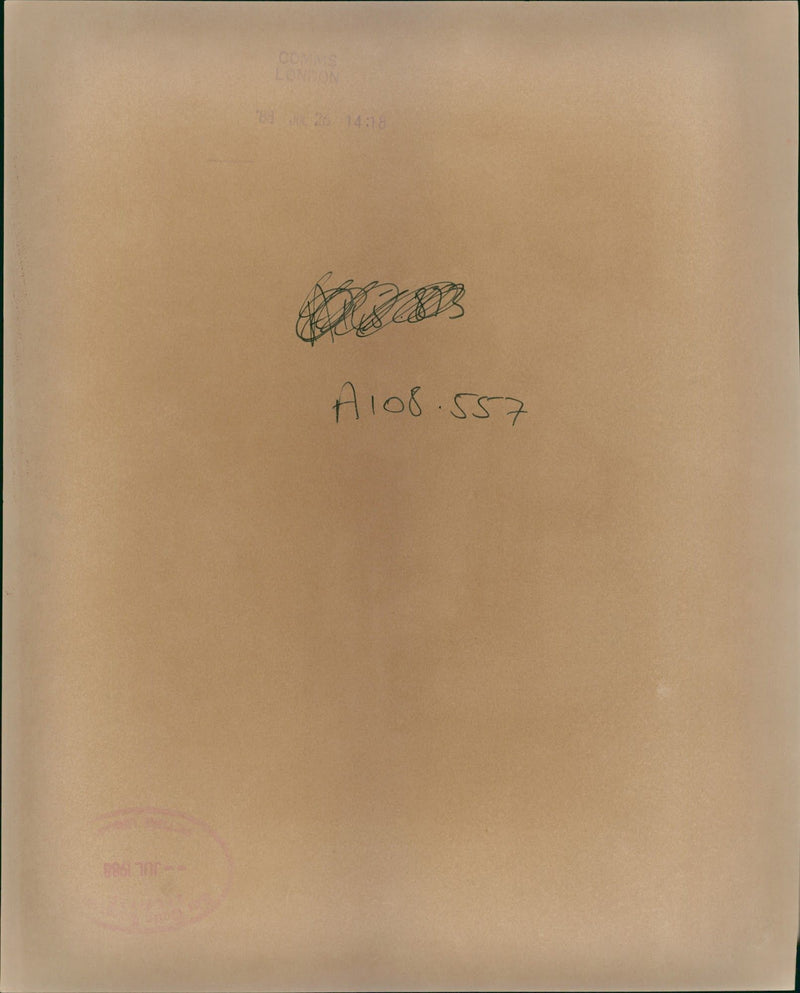 COMMS
LONDON
'88 JUL 26 14:18
A108.557
-- JUL 1988